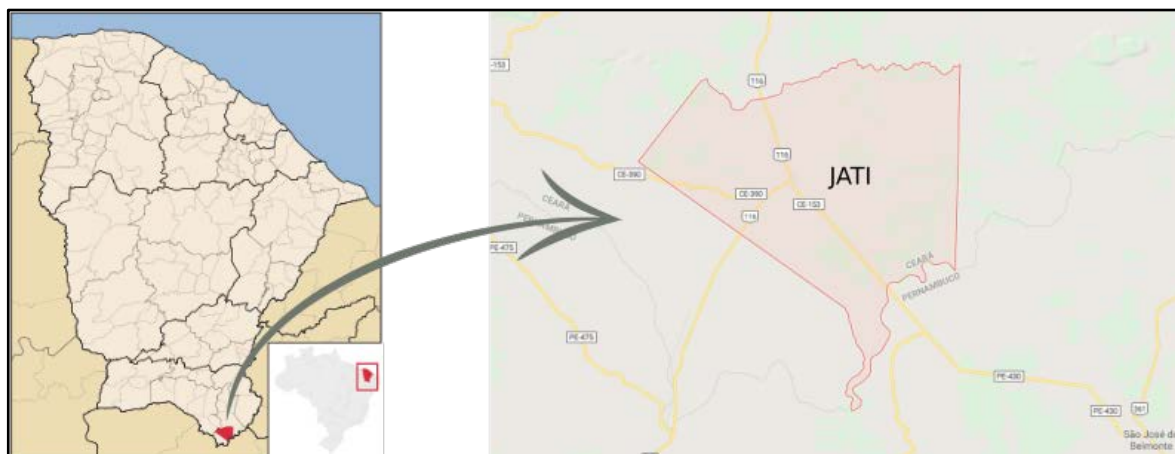 -153
116
116
JATI
CE-390
CE-390
116
CE-153
CEARÁ
PERNAMBUCO
PE-475
CEARÁ
PERNAMBUCO
PE-475
PE-430
PE-430
361
São José do
Belmonte